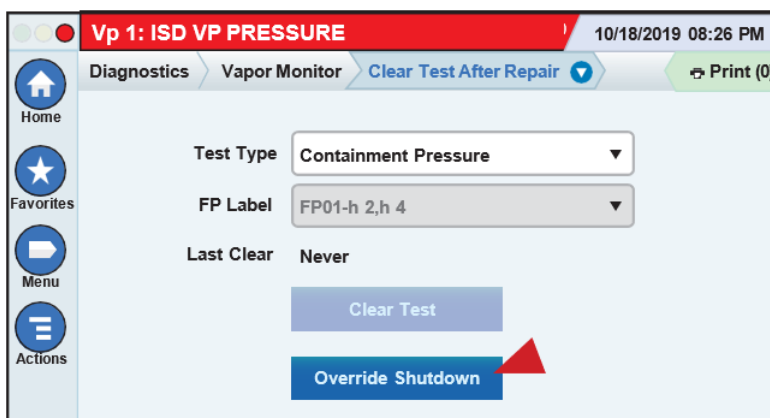 Vp 1: ISD VP PRESSURE
10/18/2019 08:26 PM
Diagnostics
Vapor Monitor
Clear Test After Repair
Print (0)
Home
Favorites
Menu
Actions
Test Type
Containment Pressure
FP Label
FP01-h 2,h 4
Last Clear
Never
Clear Test
Override Shutdown